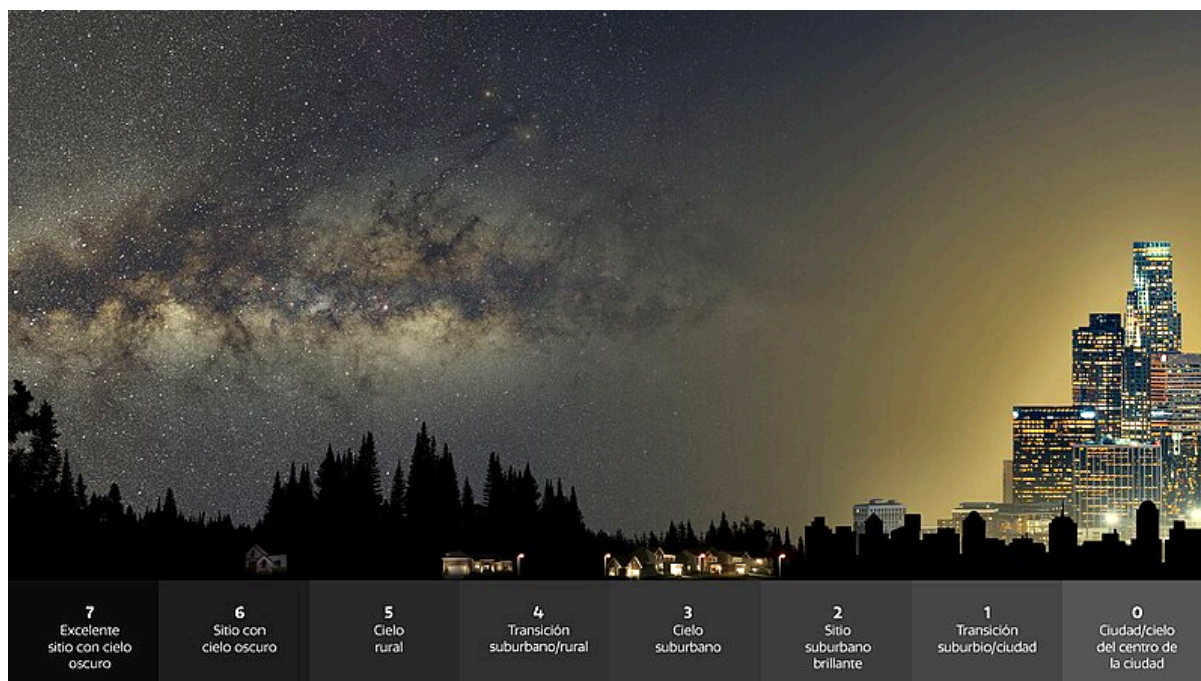 7
Excelente
sitio con cielo
oscuro
6
Sitio con
cielo oscuro
5
Cielo
rural
4
Transición
suburbano/rural
3
Cielo
suburbano
2
Sitio
suburbano
brillante
1
Transición
suburbio/ciudad
0
Ciudad/cielo
del centro de
la ciudad